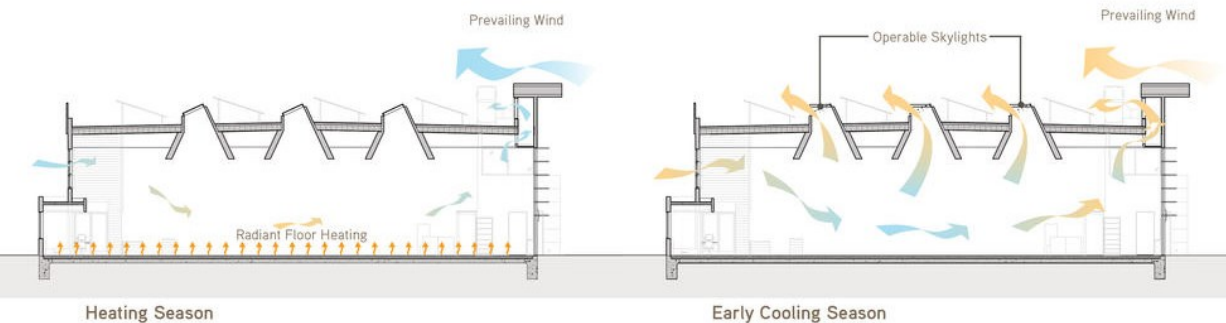 Prevailing Wind
Radiant Floor Heating
Heating Season
Prevailing Wind
Operable Skylights
Early Cooling Season